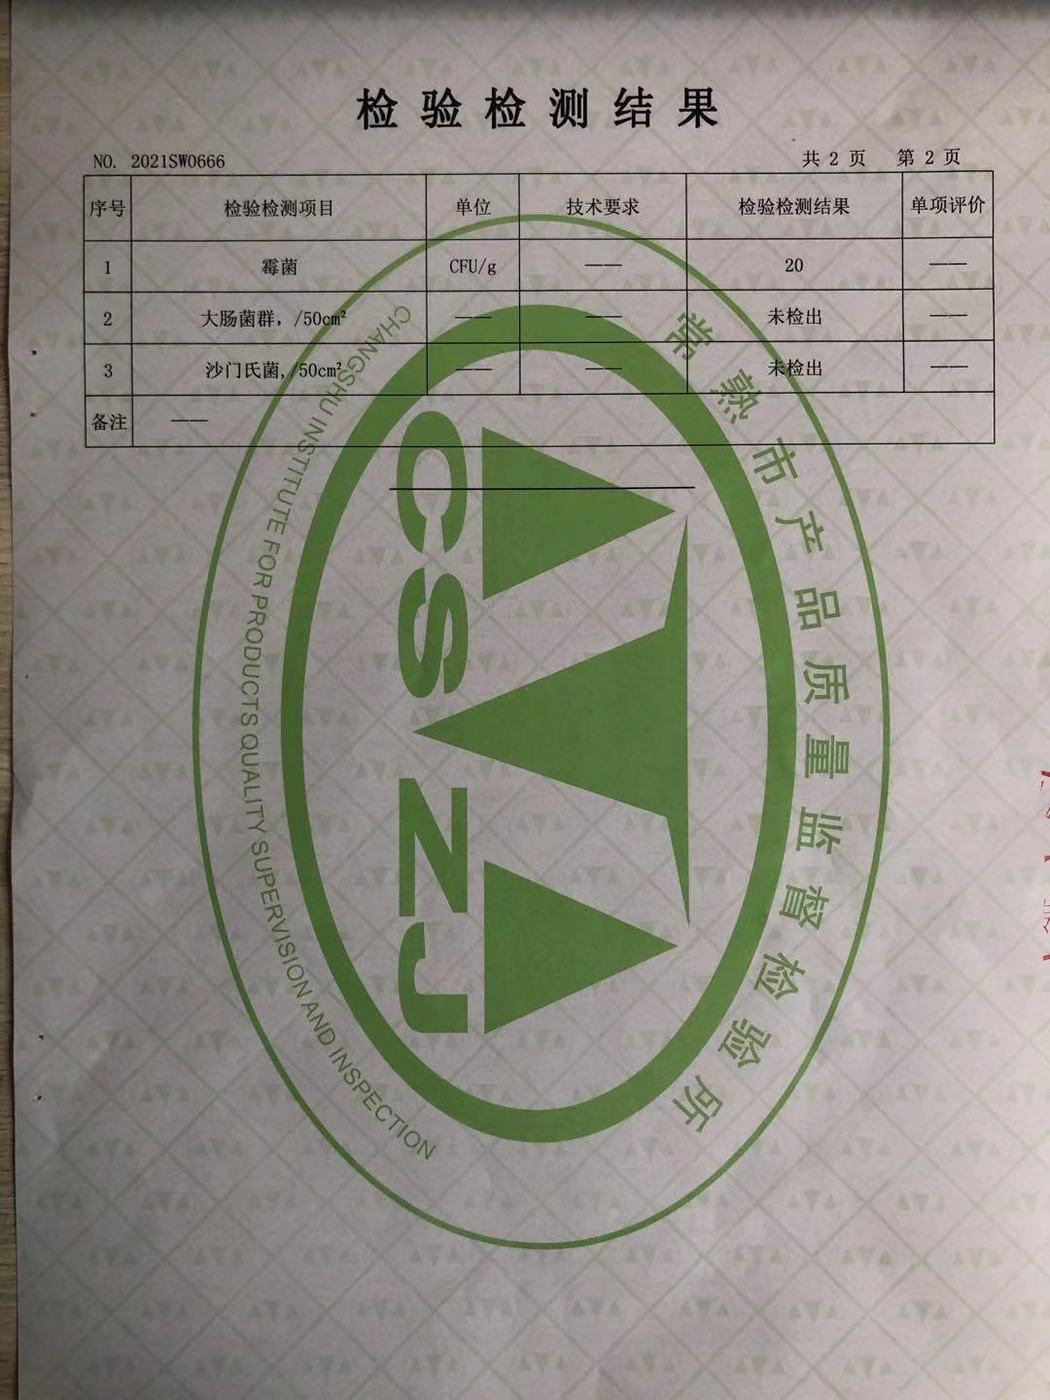 检验检测结果
NO. 2021SW0666 共 2 页 第 2 页
序号 检验检测项目 单位 技术要求 检验检测结果 单项评价
1 霉菌 CFU/g —— 20 ——
2 大肠菌群，/50cm² —— —— 未检出 ——
3 沙门氏菌，/50cm² —— —— 未检出 ——
备注 ——
常熟市产品质量监督检验所
CSZJ
CHANGSHU INSTITUTE FOR PRODUCTS QUALITY SUPERVISION AND INSPECTION